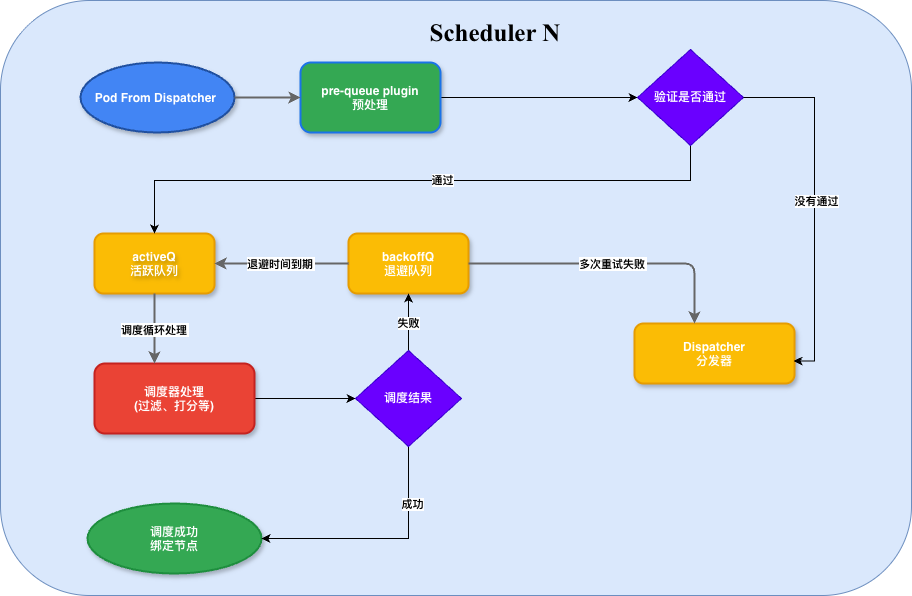 Scheduler N
Pod From Dispatcher
pre-queue plugin
预处理
验证是否通过
通过
没有通过
activeQ
活跃队列
退避时间到期
backoffQ
退避队列
多次重试失败
调度循环处理
失败
Dispatcher
分发器
调度器处理
(过滤、打分等)
调度结果
成功
调度成功
绑定节点